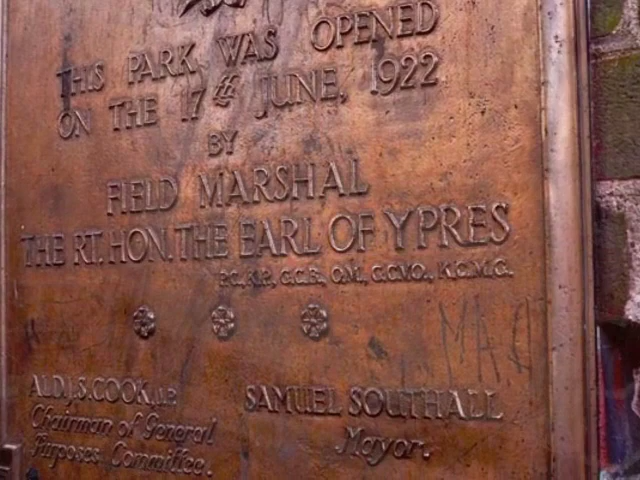 THIS PARK WAS OPENED
ON THE 17th JUNE, 1922
BY
FIELD MARSHAL
THE RT. HON. THE EARL OF YPRES
P.C., K.P., G.C.B., O.M., G.C.V.O., K.C.M.G.
MAC
ALD. J.S. COOK, J.P.
Chairman of General
Purposes Committee.
SAMUEL SOUTHALL
Mayor.